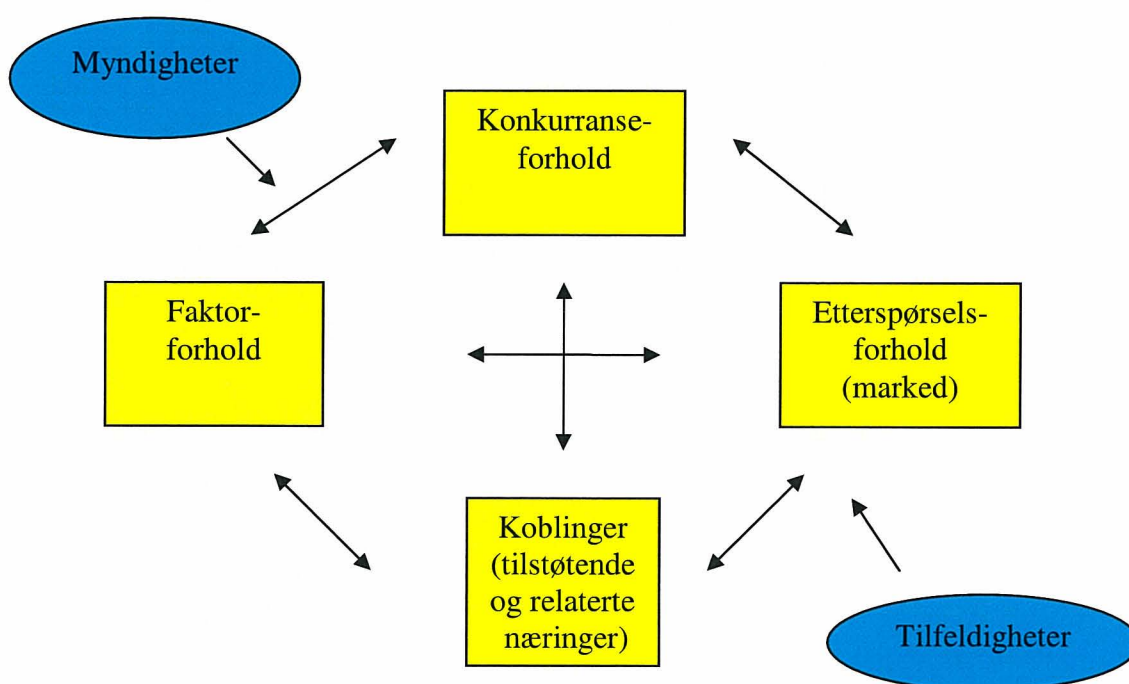 Myndigheter
Konkurranse-
forhold
Faktor-
forhold
Etterspørsels-
forhold
(marked)
Koblinger
(tilstøtende
og relaterte
næringer)
Tilfeldigheter